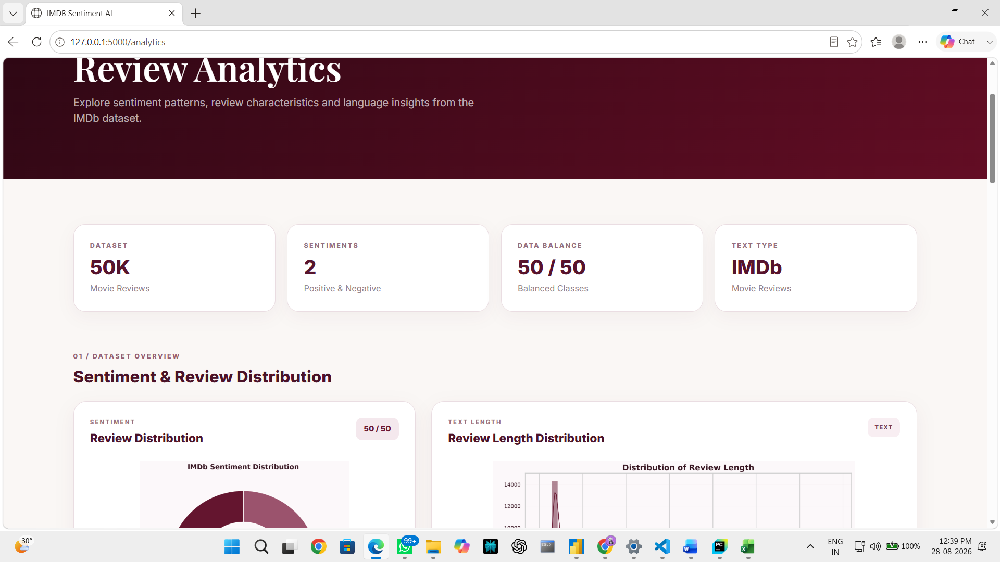 IMDB Sentiment AI
127.0.0.1:5000/analytics
Chat
Review Analytics
Explore sentiment patterns, review characteristics and language insights from the
IMDb dataset.
DATASET
50K
Movie Reviews
SENTIMENTS
2
Positive & Negative
DATA BALANCE
50 / 50
Balanced Classes
TEXT TYPE
IMDb
Movie Reviews
01 / DATASET OVERVIEW
Sentiment & Review Distribution
SENTIMENT
Review Distribution
50 / 50
IMDb Sentiment Distribution
TEXT LENGTH
Review Length Distribution
TEXT
Distribution of Review Length
14000
12000
10000
30°
99+
SQL>
W
PC
X
ENG
IN
100%
12:39 PM
28-08-2026